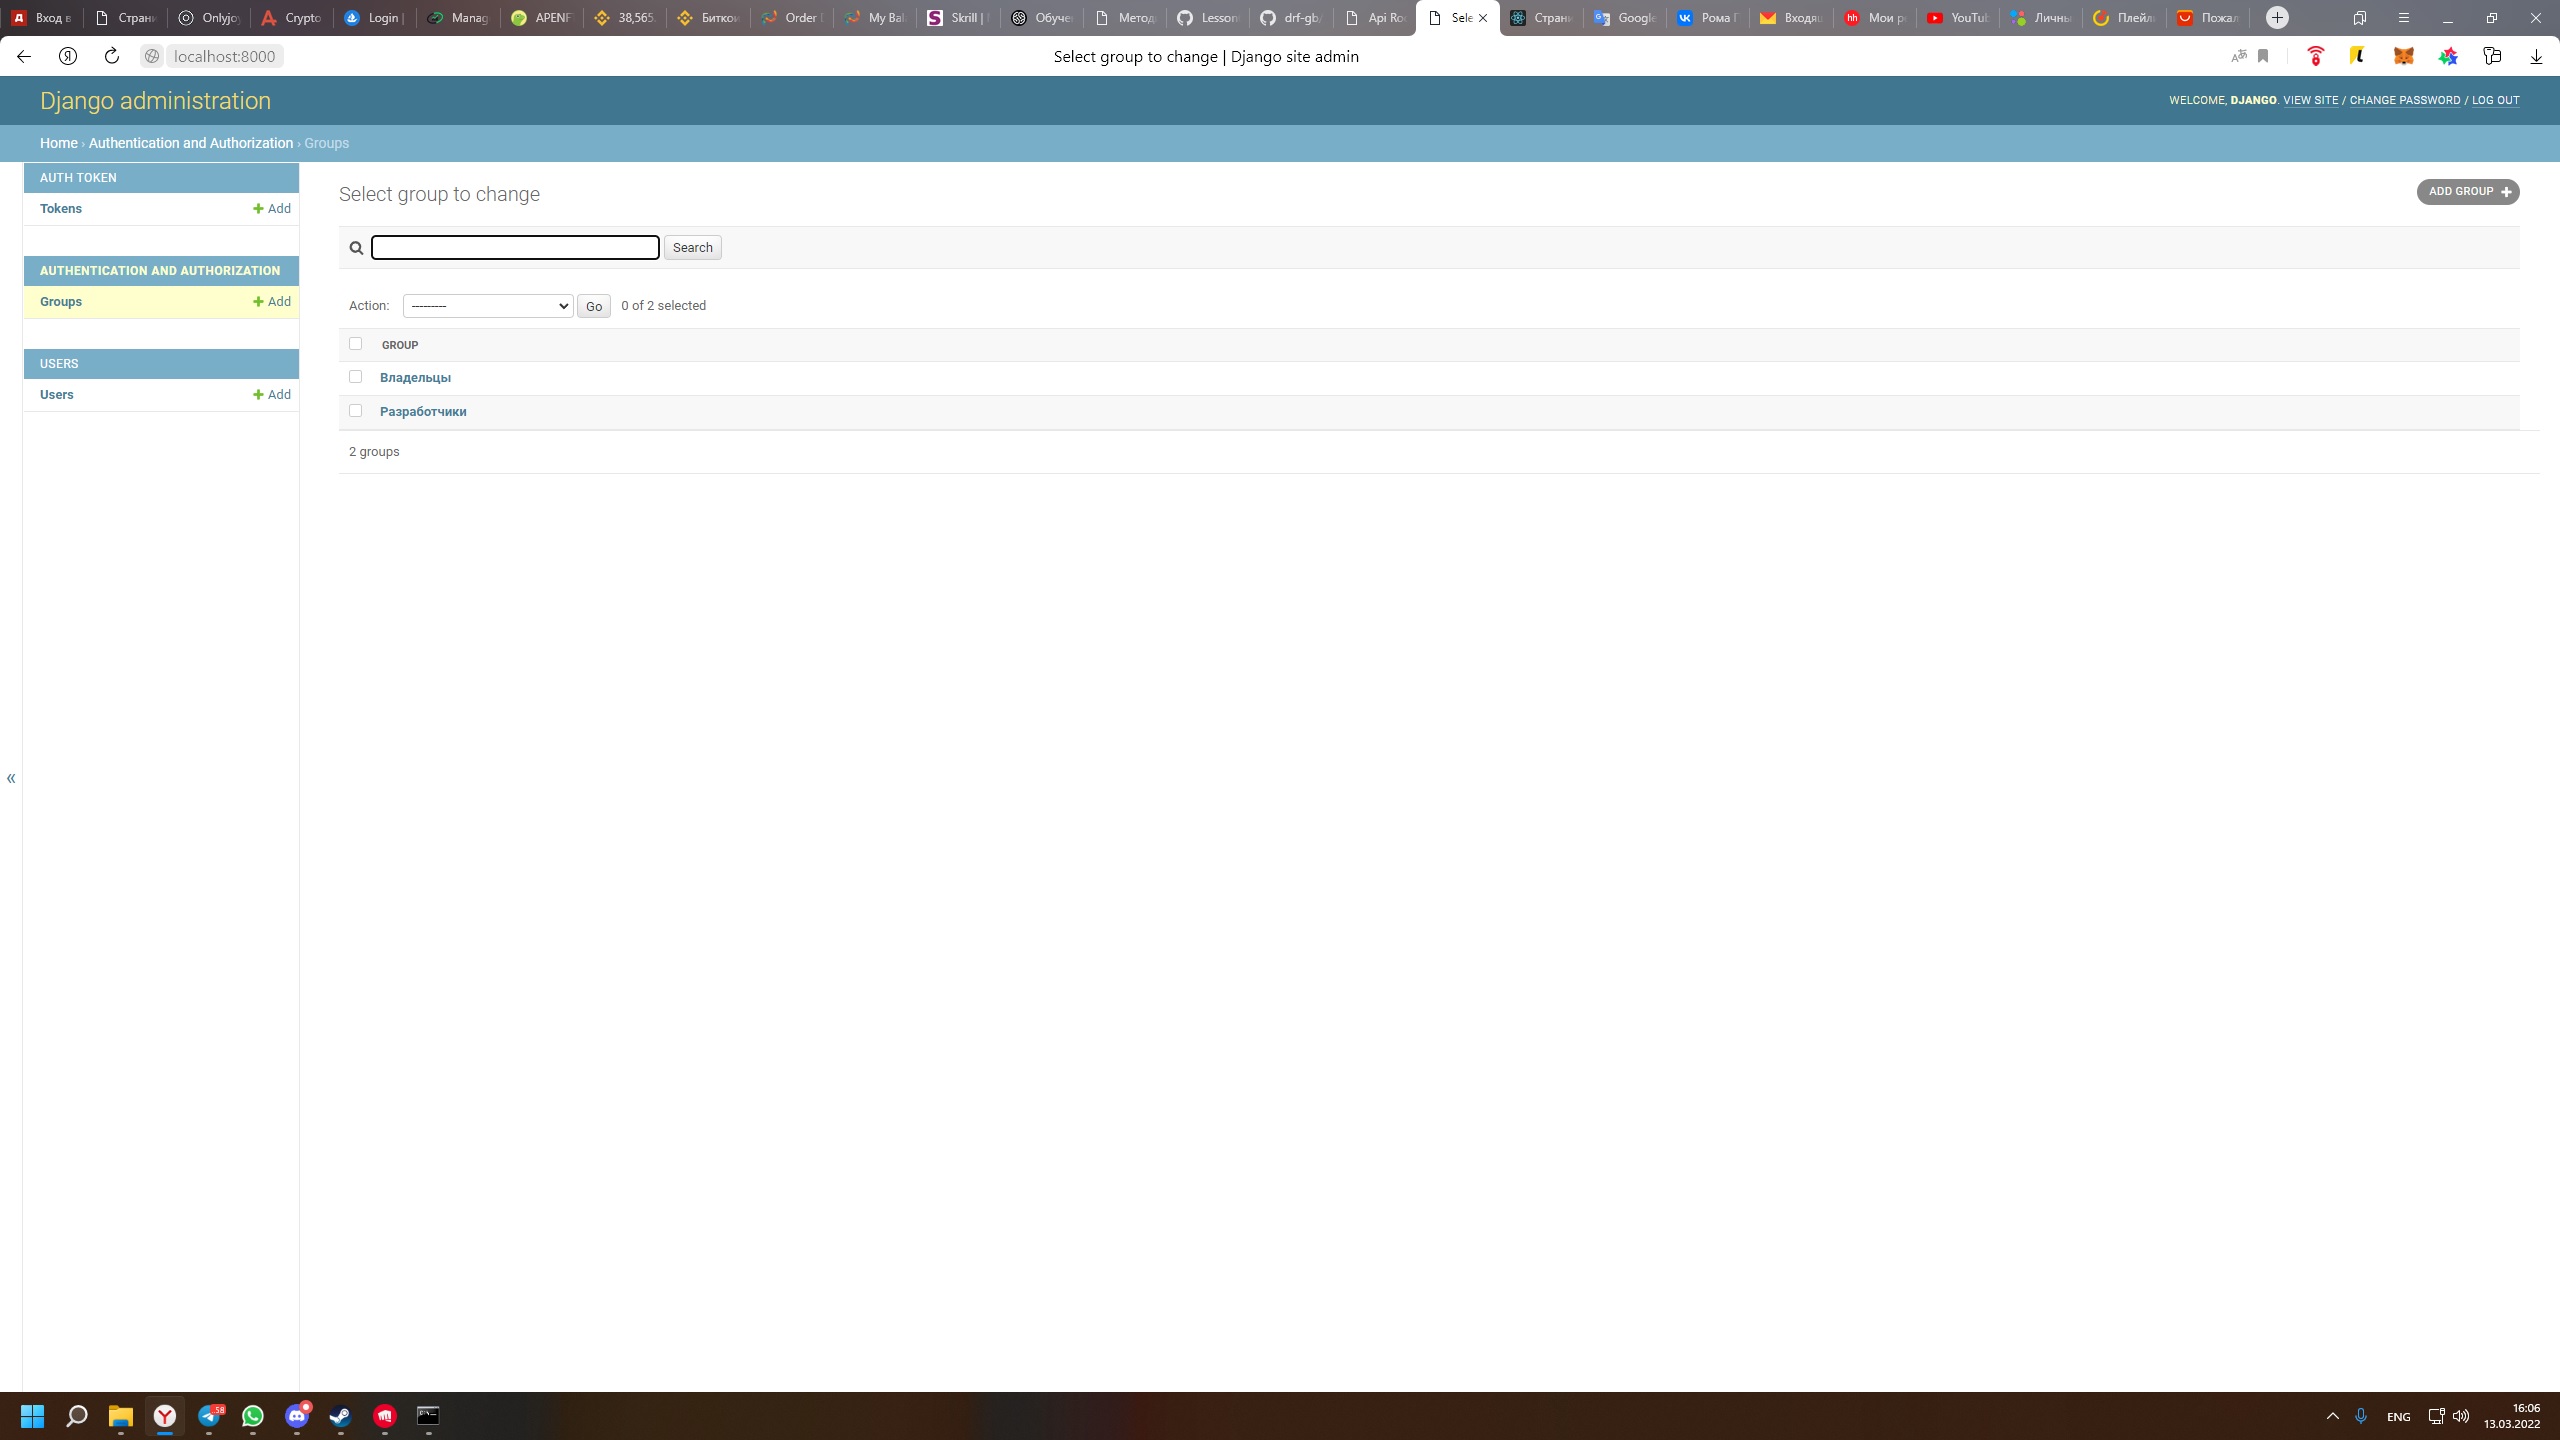 Вход в Страни Onlyjo Crypto Login | Manag APENF 38,565. Биткои Order My Bal Skrill | Обуче Метод Lesson drf-gb/ Api Ro Sele Страни Google Рома Входящ Мои р YouTub Личны Плейл Пожал
localhost:8000 Select group to change | Django site admin
Django administration WELCOME, DJANGO. VIEW SITE / CHANGE PASSWORD / LOG OUT
Home › Authentication and Authorization › Groups
AUTH TOKEN
Tokens Add
AUTHENTICATION AND AUTHORIZATION
Groups Add
USERS
Users Add
«
Select group to change ADD GROUP
Search
Action: --------- Go 0 of 2 selected
GROUP
Владельцы
Разработчики
2 groups
ENG 16:06
13.03.2022